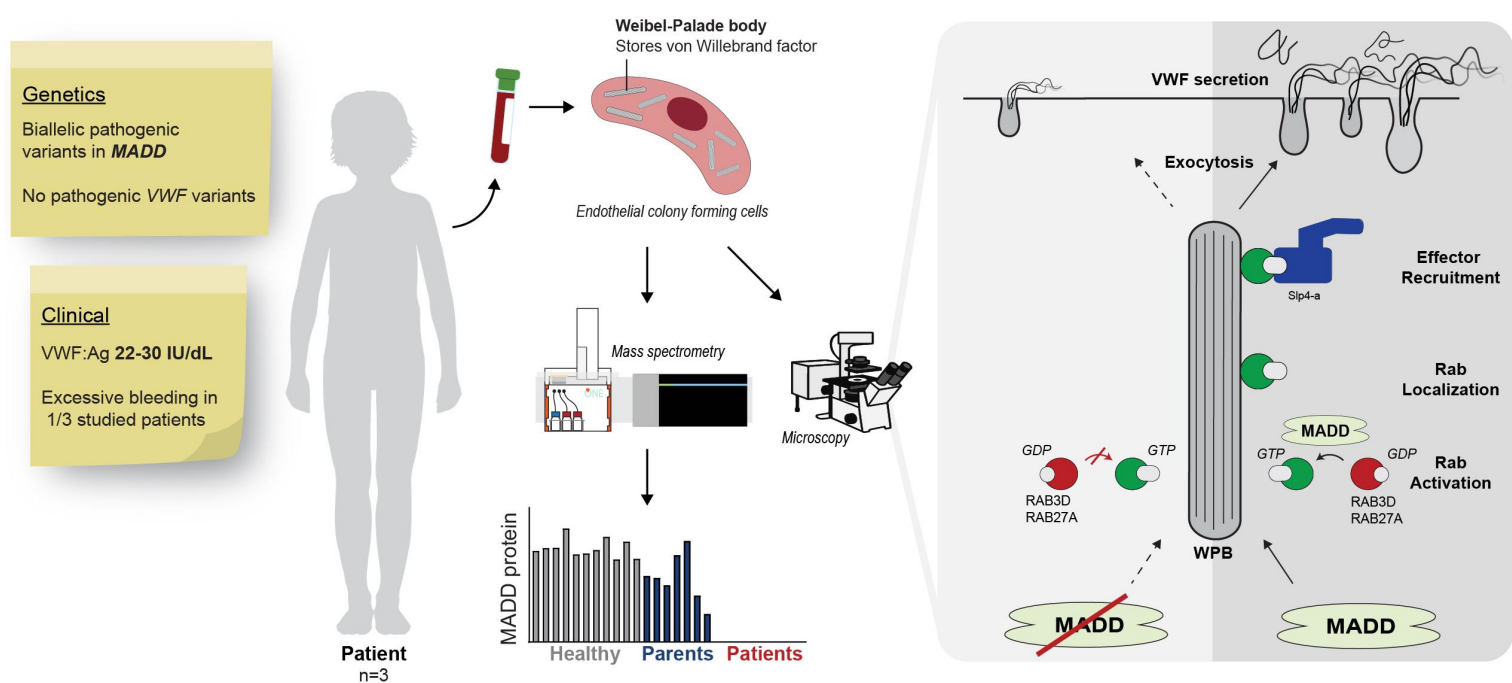 Genetics
Biallelic pathogenic
variants in MADD
No pathogenic VWF variants
Clinical
VWF:Ag 22-30 IU/dL
Excessive bleeding in
1/3 studied patients
Patient
n=3
Weibel-Palade body
Stores von Willebrand factor
Endothelial colony forming cells
Mass spectrometry
ONE
Microscopy
MADD protein
Healthy
Parents
Patients
VWF secretion
Exocytosis
Effector
Recruitment
Slp4-a
Rab
Localization
MADD
GDP
GTP
GTP
GDP
Rab
Activation
RAB3D
RAB27A
RAB3D
RAB27A
WPB
MADD
MADD